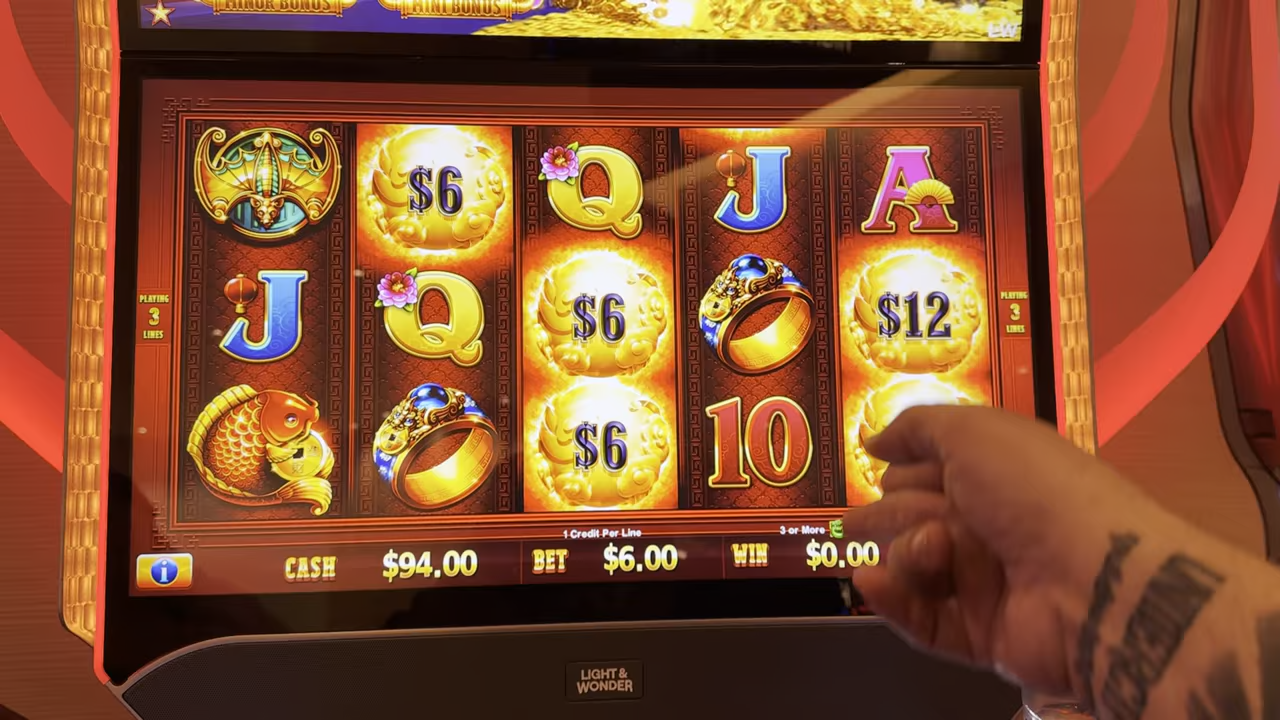 MINOR BONUS MINI BONUS
L&W
$6 Q J A
J Q $6 $12
$6 10
PLAYING 3 LINES
PLAYING 3 LINES
1 Credit Per Line 3 or More
i CASH $94.00 BET $6.00 WIN $0.00
LIGHT & WONDER